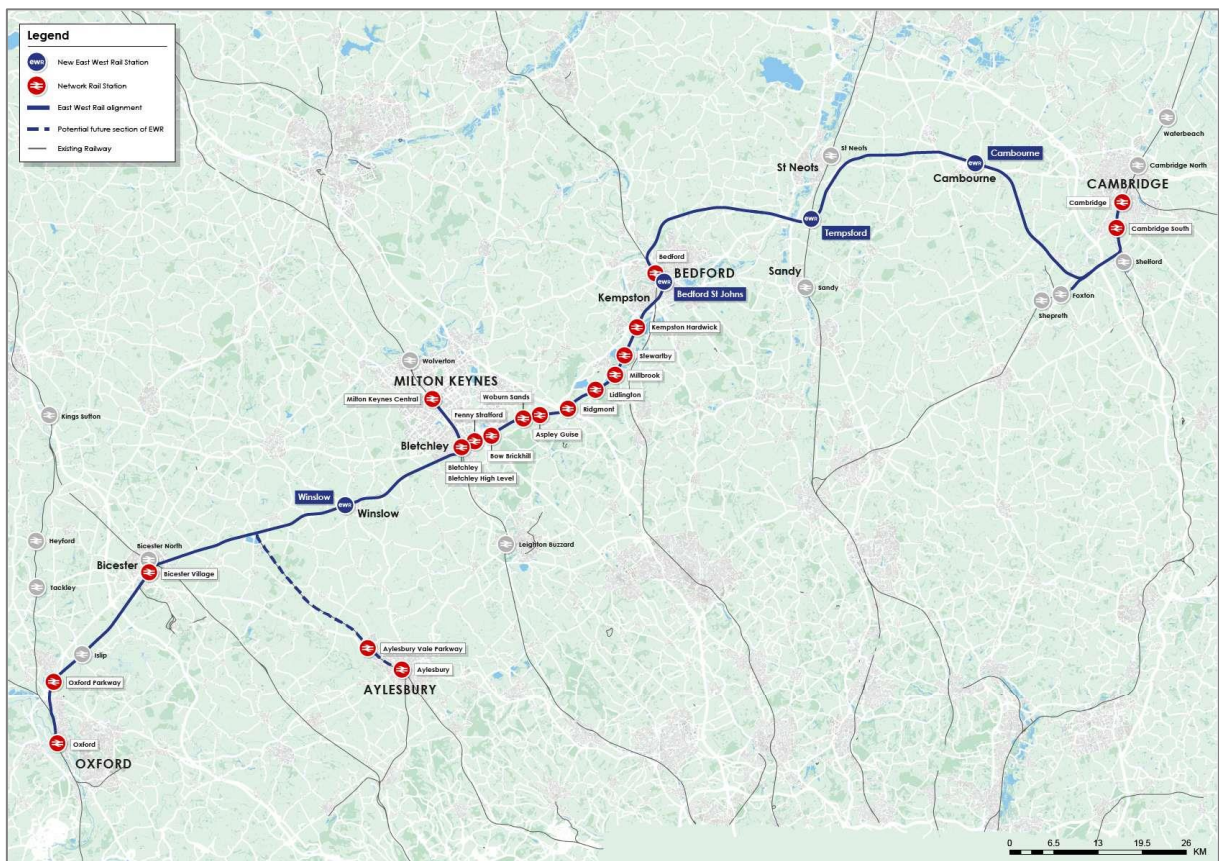 Legend
ewr New East West Rail Station
Network Rail Station
East West Rail alignment
Potential future section of EWR
Existing Railway
Waterbeach
St Neots
St Neots
Cambourne
ewr
Cambourne
Cambridge North
CAMBRIDGE
Cambridge
Cambridge South
ewr
Tempsford
Shelford
Bedford
BEDFORD
ewr
Bedford St Johns
Sandy
Sandy
Foxton
Shepreth
Kempston
Kempston Hardwick
Stewartby
Millbrook
Lidlington
Ridgmont
Wolverton
MILTON KEYNES
Milton Keynes Central
Woburn Sands
Fenny Stratford
Aspley Guise
Bow Brickhill
Bletchley
Bletchley
Bletchley High Level
Kings Sutton
Winslow
ewr
Winslow
Heyford
Bicester North
Leighton Buzzard
Bicester
Bicester Village
Tackley
Islip
Aylesbury Vale Parkway
Aylesbury
AYLESBURY
Oxford Parkway
Oxford
OXFORD
0 6.5 13 19.5 26
KM